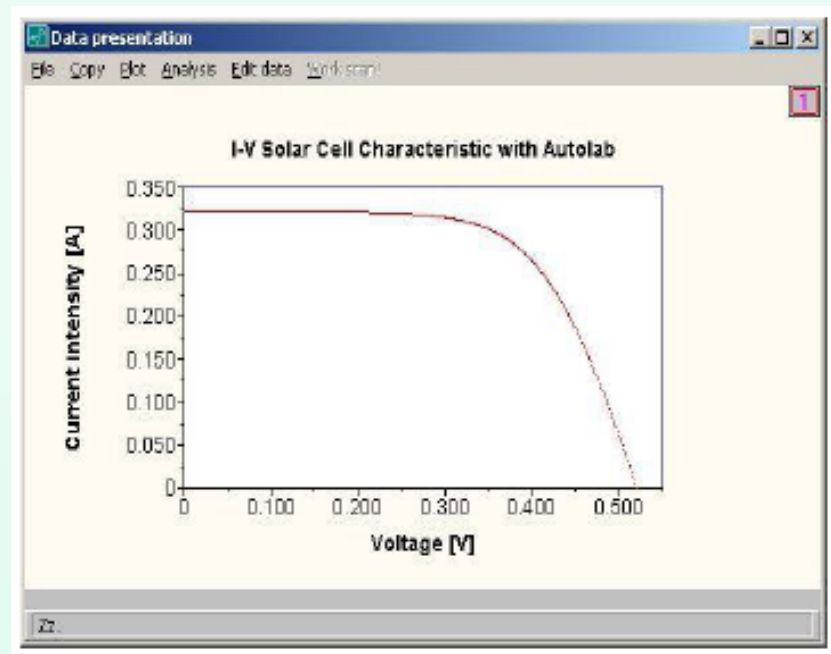 Data presentation
File Copy Plot Analysis Edit data Work scan!
1
I-V Solar Cell Characteristic with Autolab
Current Intensity [A]
0.350
0.300
0.250
0.200
0.150
0.100
0.050
0
0 0.100 0.200 0.300 0.400 0.500
Voltage [V]